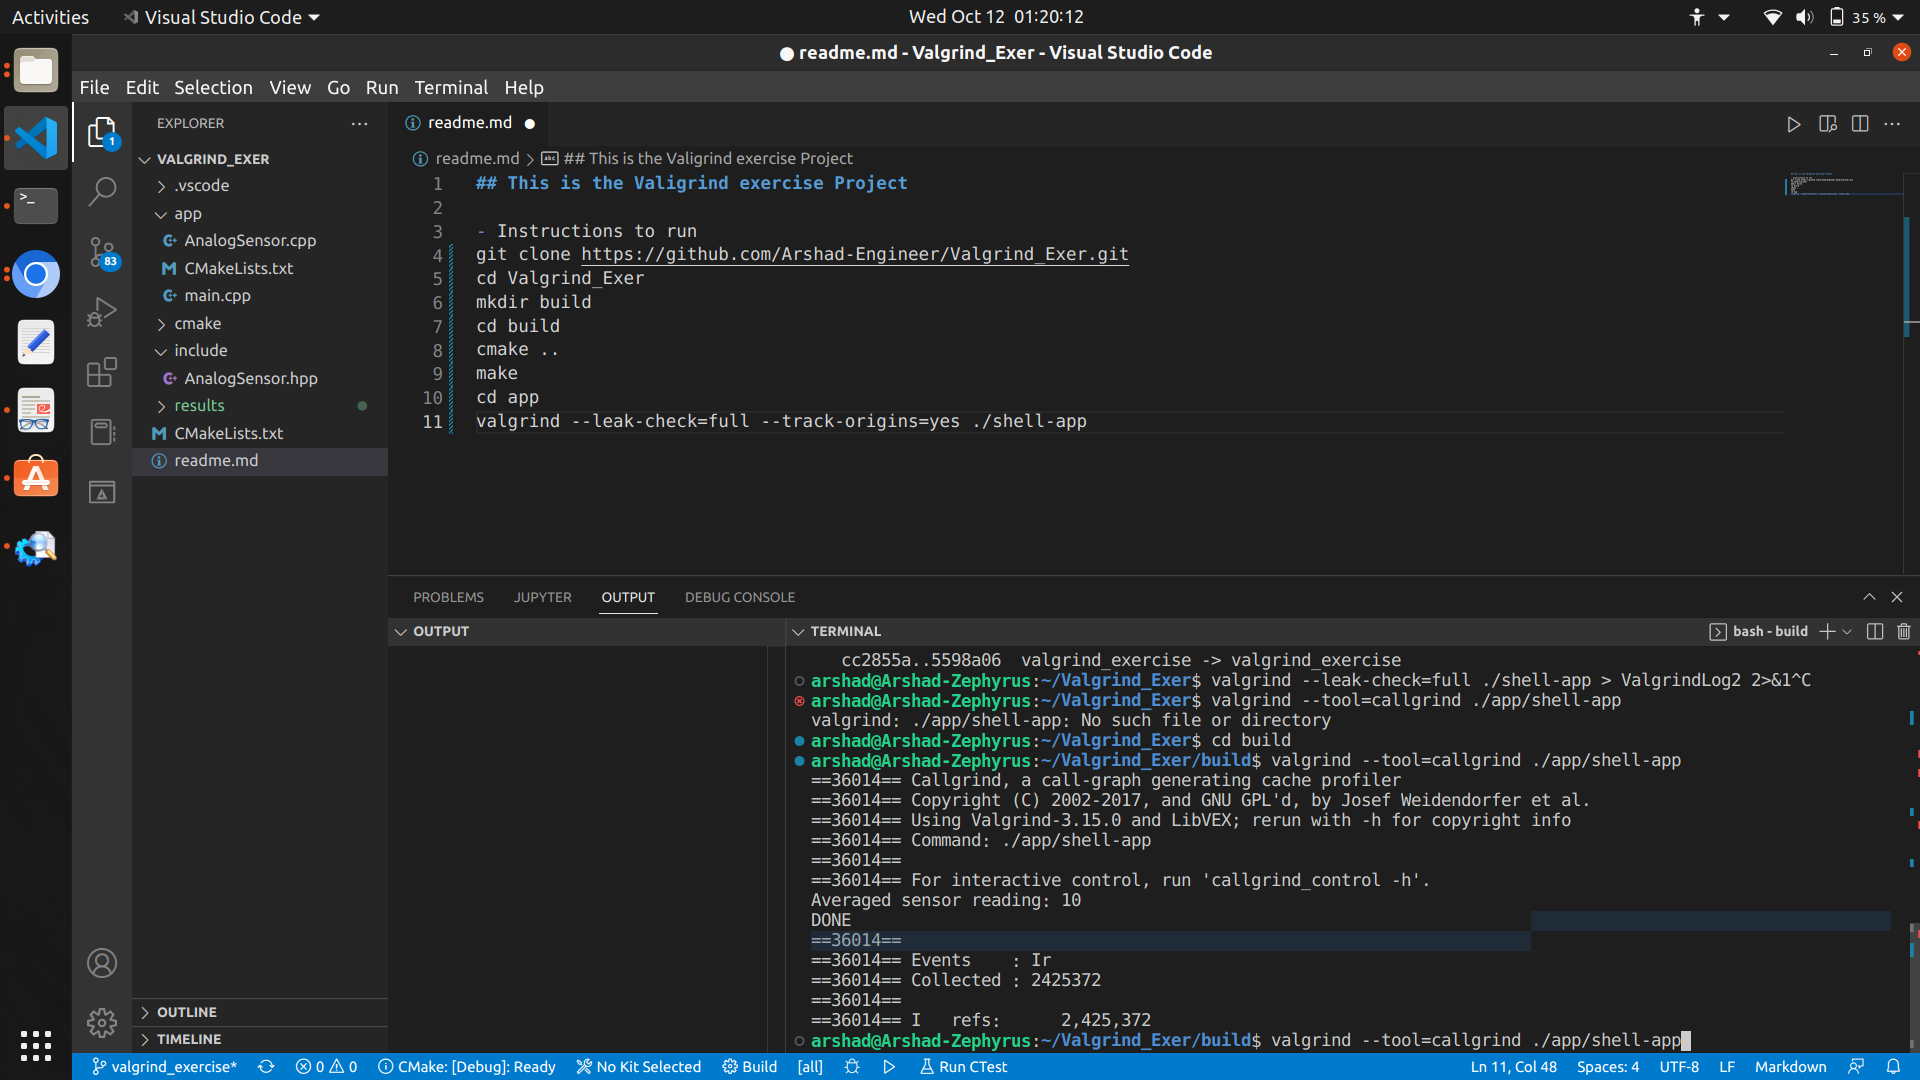 Activities
Visual Studio Code
Wed Oct 12 01:20:12
35 %
● readme.md - Valgrind_Exer - Visual Studio Code
File Edit Selection View Go Run Terminal Help
EXPLORER
readme.md
1
VALGRIND_EXER
.vscode
app
AnalogSensor.cpp
CMakeLists.txt
main.cpp
cmake
include
AnalogSensor.hpp
results
CMakeLists.txt
readme.md
83
OUTLINE
TIMELINE
readme.md > ## This is the Valigrind exercise Project
1 ## This is the Valigrind exercise Project
2
3 - Instructions to run
4 git clone https://github.com/Arshad-Engineer/Valgrind_Exer.git
5 cd Valgrind_Exer
6 mkdir build
7 cd build
8 cmake ..
9 make
10 cd app
11 valgrind --leak-check=full --track-origins=yes ./shell-app
PROBLEMS JUPYTER OUTPUT DEBUG CONSOLE
OUTPUT
TERMINAL
bash - build
cc2855a..5598a06 valgrind_exercise -> valgrind_exercise
arshad@Arshad-Zephyrus:~/Valgrind_Exer$ valgrind --leak-check=full ./shell-app > ValgrindLog2 2>&1^C
arshad@Arshad-Zephyrus:~/Valgrind_Exer$ valgrind --tool=callgrind ./app/shell-app
valgrind: ./app/shell-app: No such file or directory
arshad@Arshad-Zephyrus:~/Valgrind_Exer$ cd build
arshad@Arshad-Zephyrus:~/Valgrind_Exer/build$ valgrind --tool=callgrind ./app/shell-app
==36014== Callgrind, a call-graph generating cache profiler
==36014== Copyright (C) 2002-2017, and GNU GPL'd, by Josef Weidendorfer et al.
==36014== Using Valgrind-3.15.0 and LibVEX; rerun with -h for copyright info
==36014== Command: ./app/shell-app
==36014==
==36014== For interactive control, run 'callgrind_control -h'.
Averaged sensor reading: 10
DONE
==36014==
==36014== Events : Ir
==36014== Collected : 2425372
==36014==
==36014== I refs: 2,425,372
arshad@Arshad-Zephyrus:~/Valgrind_Exer/build$ valgrind --tool=callgrind ./app/shell-app
valgrind_exercise* 0 0 CMake: [Debug]: Ready No Kit Selected Build [all] Run CTest Ln 11, Col 48 Spaces: 4 UTF-8 LF Markdown